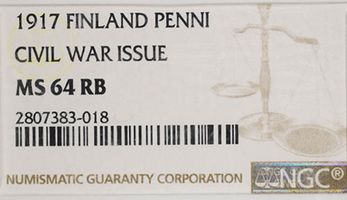 1917 FINLAND PENNI
CIVIL WAR ISSUE
MS 64 RB
2807383-018
NUMISMATIC GUARANTY CORPORATION NGC®